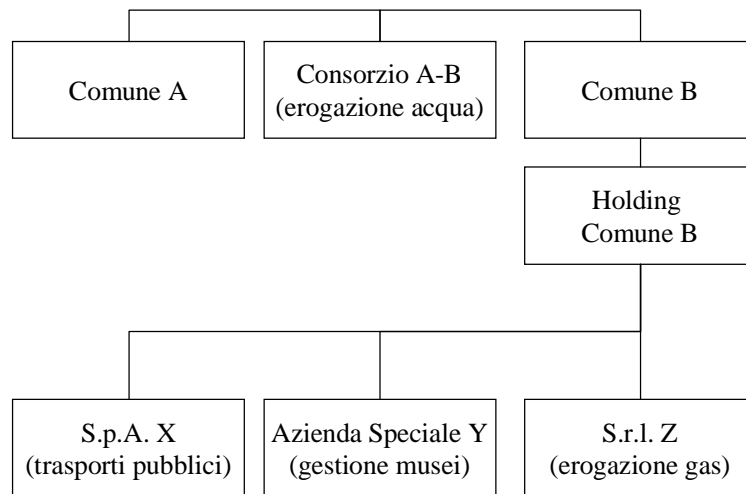 Comune A
Consorzio A-B
(erogazione acqua)
Comune B
Holding
Comune B
S.p.A. X
(trasporti pubblici)
Azienda Speciale Y
(gestione musei)
S.r.l. Z
(erogazione gas)